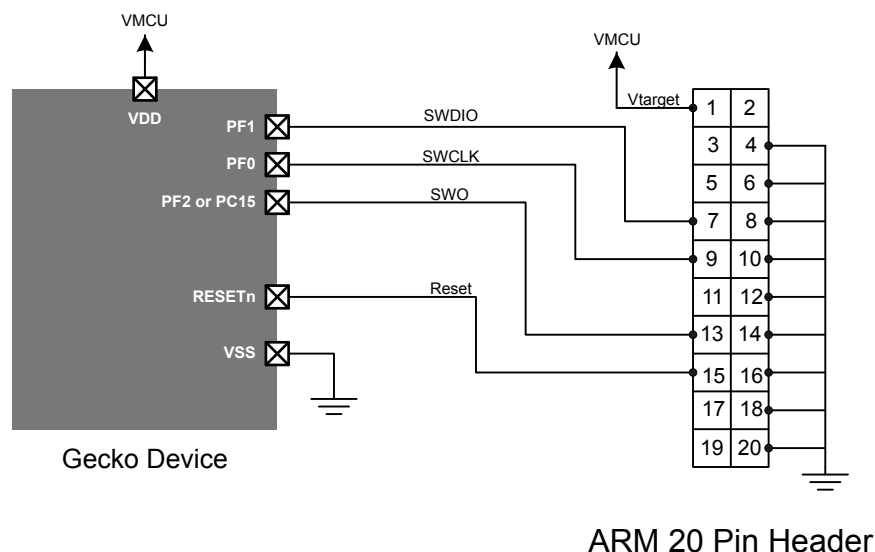 VMCU
VMCU
VDD
Vtarget
PF1
SWDIO
PF0
SWCLK
PF2 or PC15
SWO
RESETn
Reset
VSS
1 2
3 4
5 6
7 8
9 10
11 12
13 14
15 16
17 18
19 20
Gecko Device
ARM 20 Pin Header